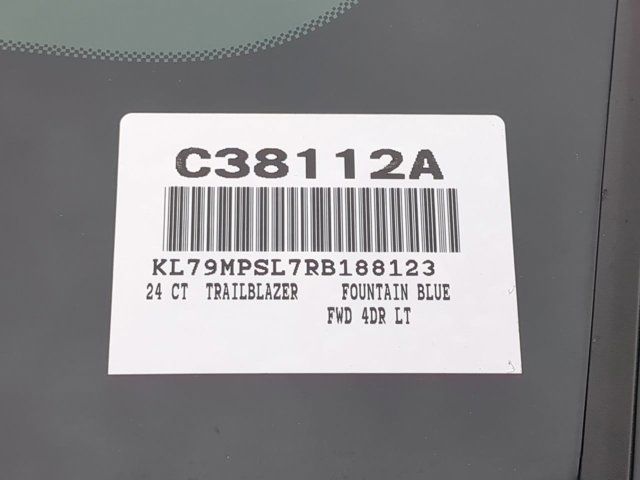 C38112A
KL79MPSL7RB188123
24 CT TRAILBLAZER FOUNTAIN BLUE
FWD 4DR LT